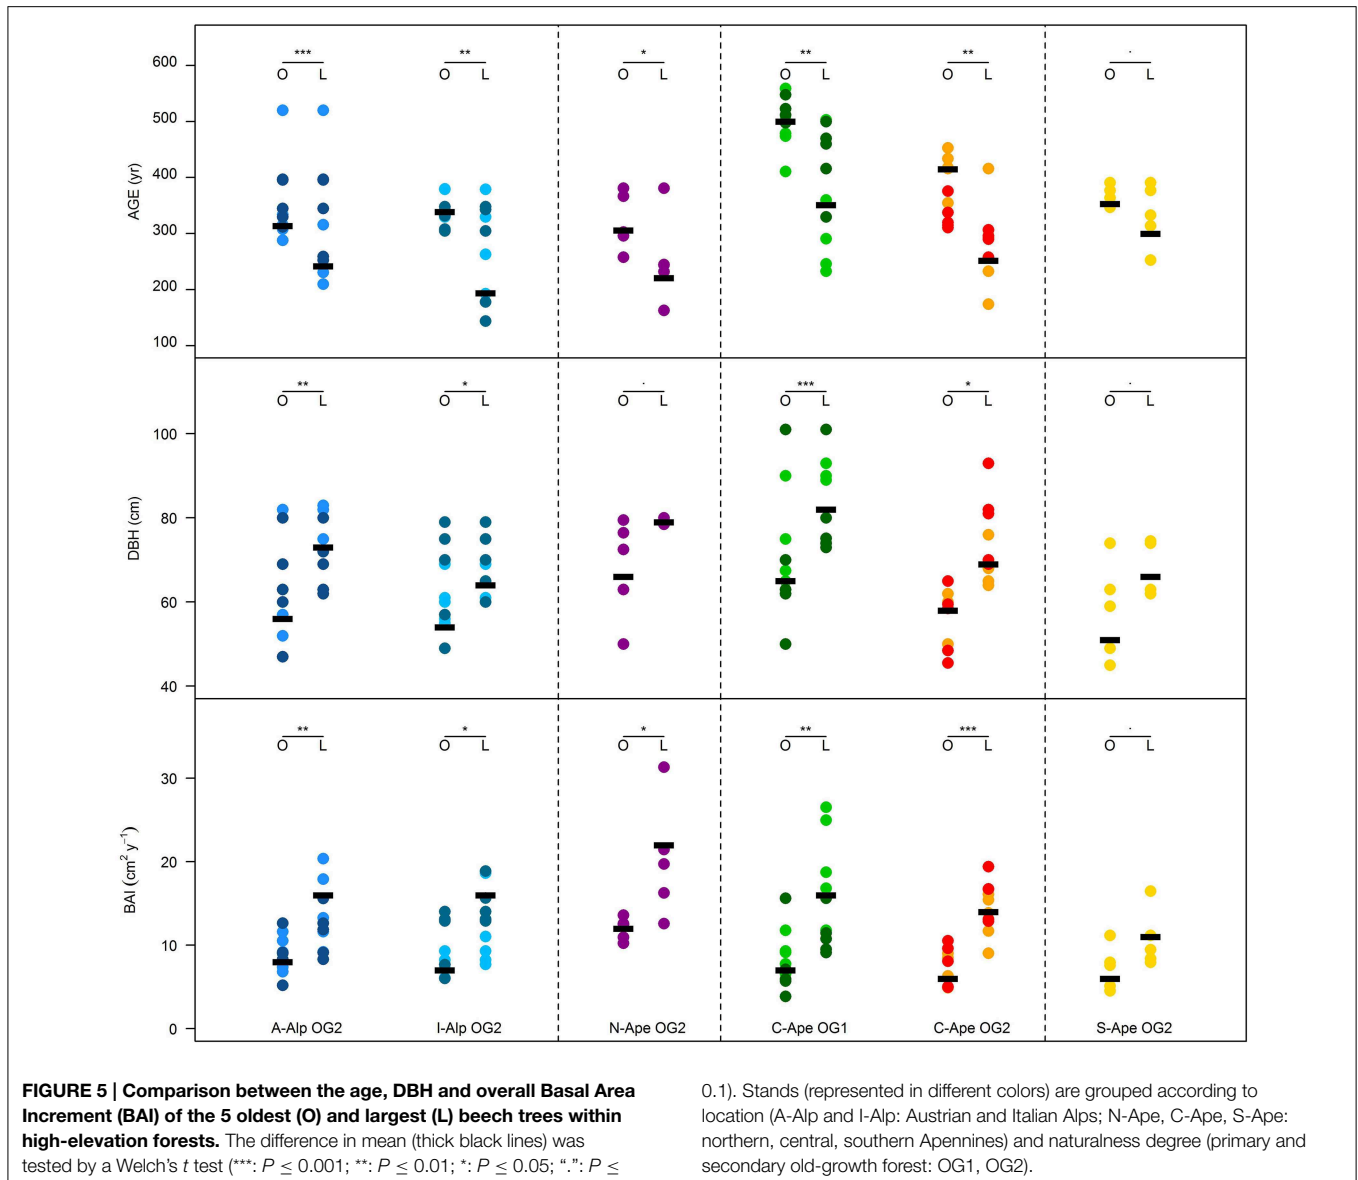 *** ** * ** ** .
O L O L O L O L O L O L
600
500
400
300
200
100
AGE (yr)
** * . *** * .
O L O L O L O L O L O L
100
80
60
40
DBH (cm)
** * * ** *** .
O L O L O L O L O L O L
30
20
10
0
BAI (cm² y⁻¹)
A-Alp OG2 I-Alp OG2 N-Ape OG2 C-Ape OG1 C-Ape OG2 S-Ape OG2
FIGURE 5 | Comparison between the age, DBH and overall Basal Area
Increment (BAI) of the 5 oldest (O) and largest (L) beech trees within
high-elevation forests. The difference in mean (thick black lines) was
tested by a Welch's t test (***: P ≤ 0.001; **: P ≤ 0.01; *: P ≤ 0.05; “.”: P ≤
0.1). Stands (represented in different colors) are grouped according to
location (A-Alp and I-Alp: Austrian and Italian Alps; N-Ape, C-Ape, S-Ape:
northern, central, southern Apennines) and naturalness degree (primary and
secondary old-growth forest: OG1, OG2).